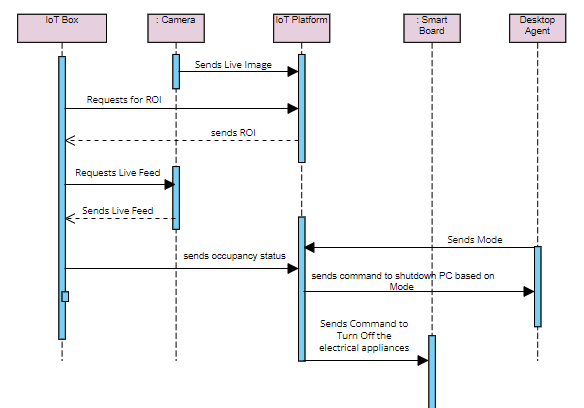 IoT Box
: Camera
IoT Platform
: Smart
Board
Desktop
Agent
Sends Live Image
Requests for ROI
sends ROI
Requests Live Feed
Sends Live Feed
Sends Mode
sends occupancy status
sends command to shutdown PC based on
Mode
Sends Command to
Turn Off the
electrical appliances